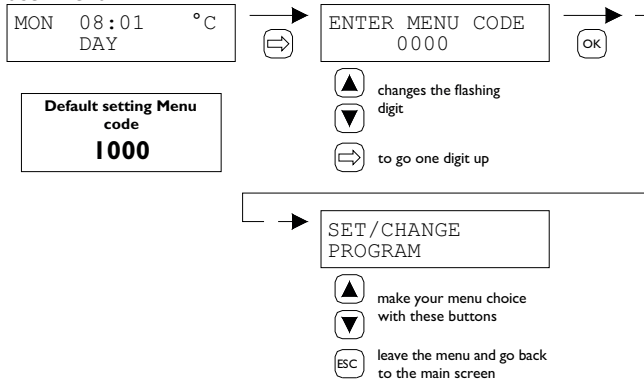 MON 08:01 °C
DAY
ENTER MENU CODE
0000
OK
changes the flashing
digit
to go one digit up
Default setting Menu
code
1000
SET/CHANGE
PROGRAM
make your menu choice
with these buttons
ESC
leave the menu and go back
to the main screen